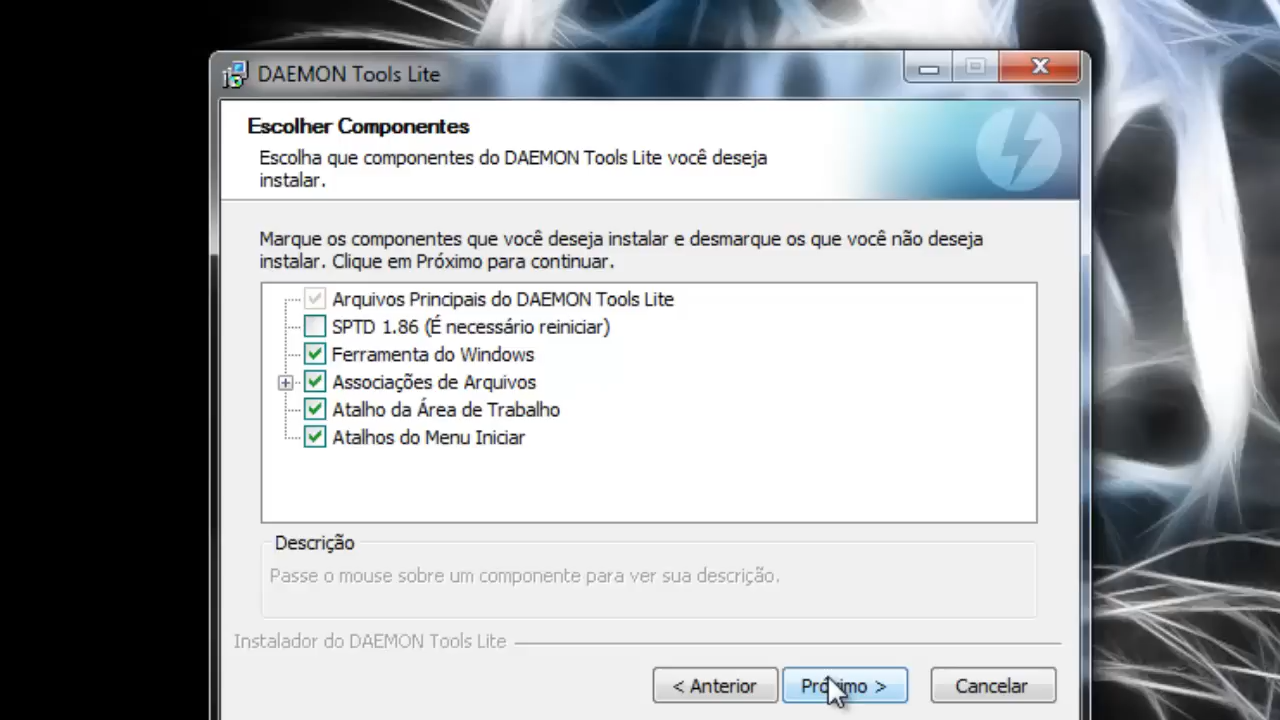 DAEMON Tools Lite
Escolher Componentes
Escolha que componentes do DAEMON Tools Lite você deseja
instalar.
Marque os componentes que você deseja instalar e desmarque os que você não deseja
instalar. Clique em Próximo para continuar.
Arquivos Principais do DAEMON Tools Lite
SPTD 1.86 (É necessário reiniciar)
Ferramenta do Windows
Associações de Arquivos
Atalho da Área de Trabalho
Atalhos do Menu Iniciar
Descrição
Passe o mouse sobre um componente para ver sua descrição.
Instalador do DAEMON Tools Lite
< Anterior Próximo > Cancelar